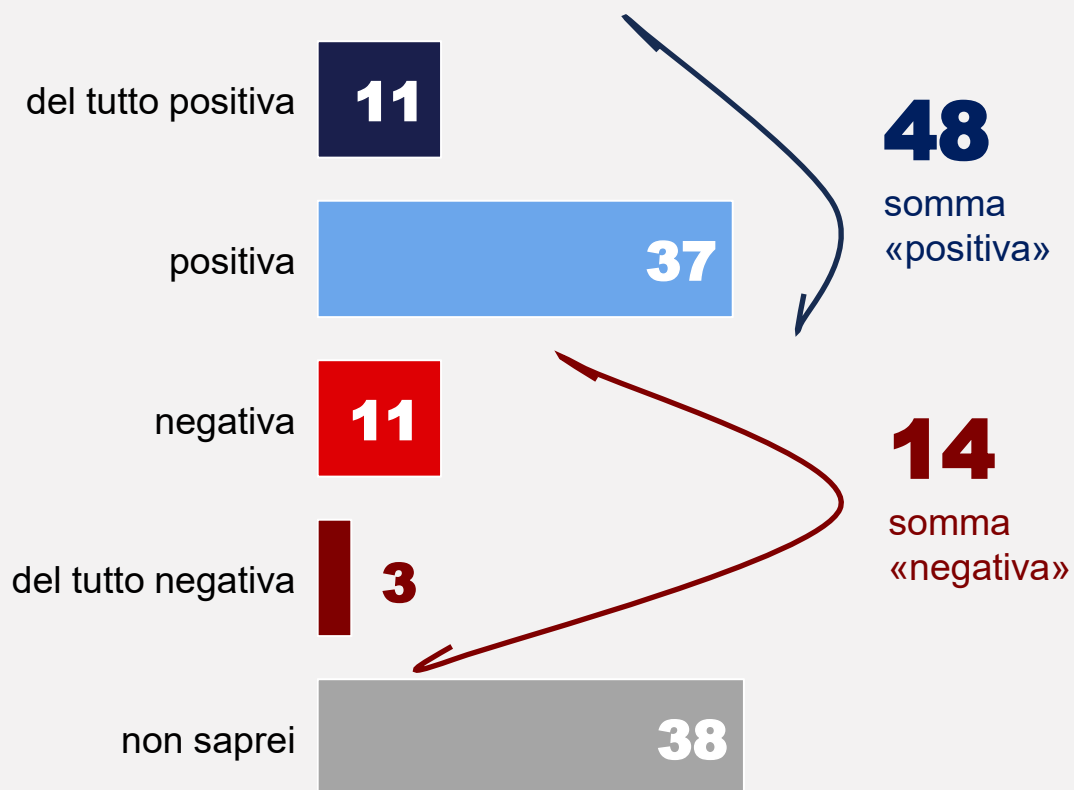 del tutto positiva 11
positiva 37
negativa 11
del tutto negativa 3
non saprei 38
48
somma
«positiva»
14
somma
«negativa»